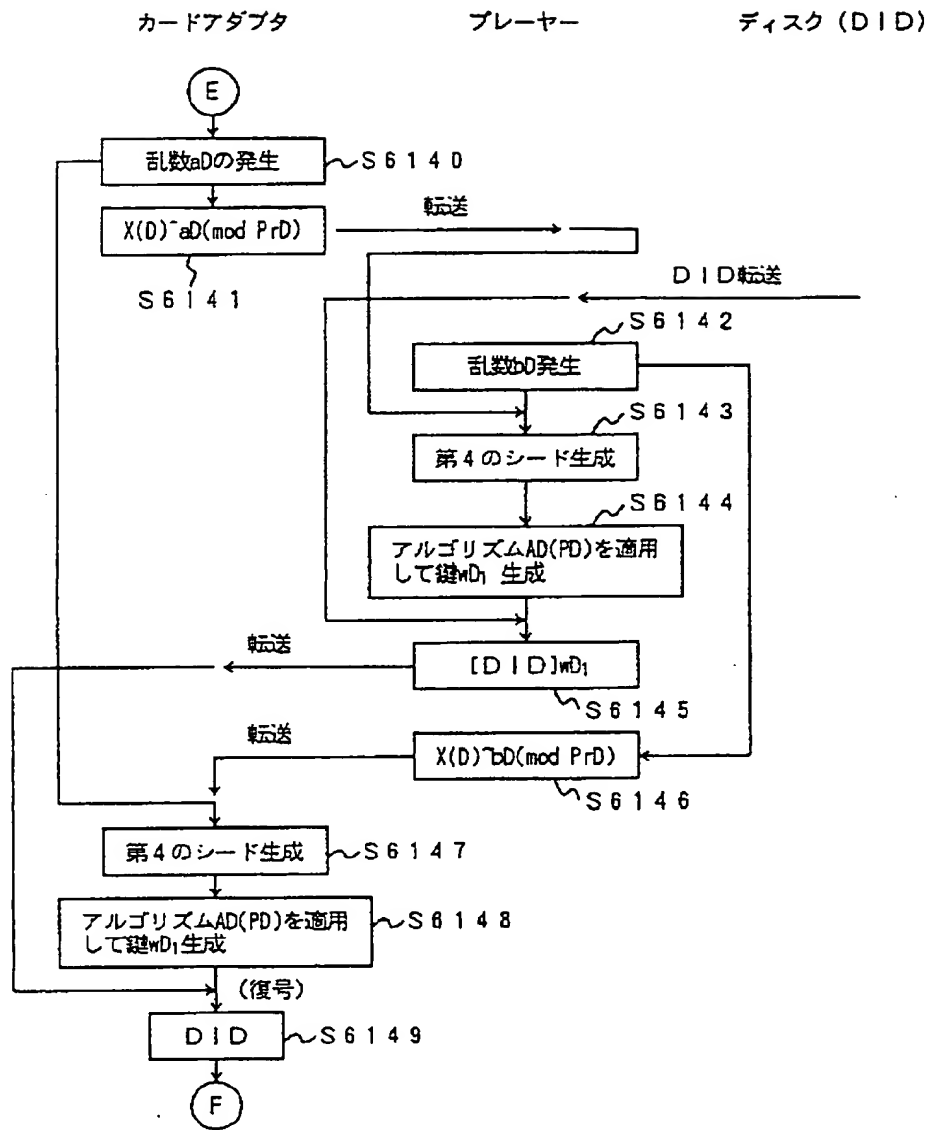 カードアダプタ
プレーヤー
ディスク(DID)
E
乱数aDの発生
S6140
X(D)^aD(mod PrD)
転送
S6141
DID転送
S6142
乱数bD発生
S6143
第4のシード生成
S6144
アルゴリズムAD(PD)を適用
して鍵wD₁ 生成
転送
[DID]wD₁
S6145
転送
X(D)^bD(mod PrD)
S6146
第4のシード生成
S6147
アルゴリズムAD(PD)を適用
して鍵wD₁生成
S6148
(復号)
DID
S6149
F